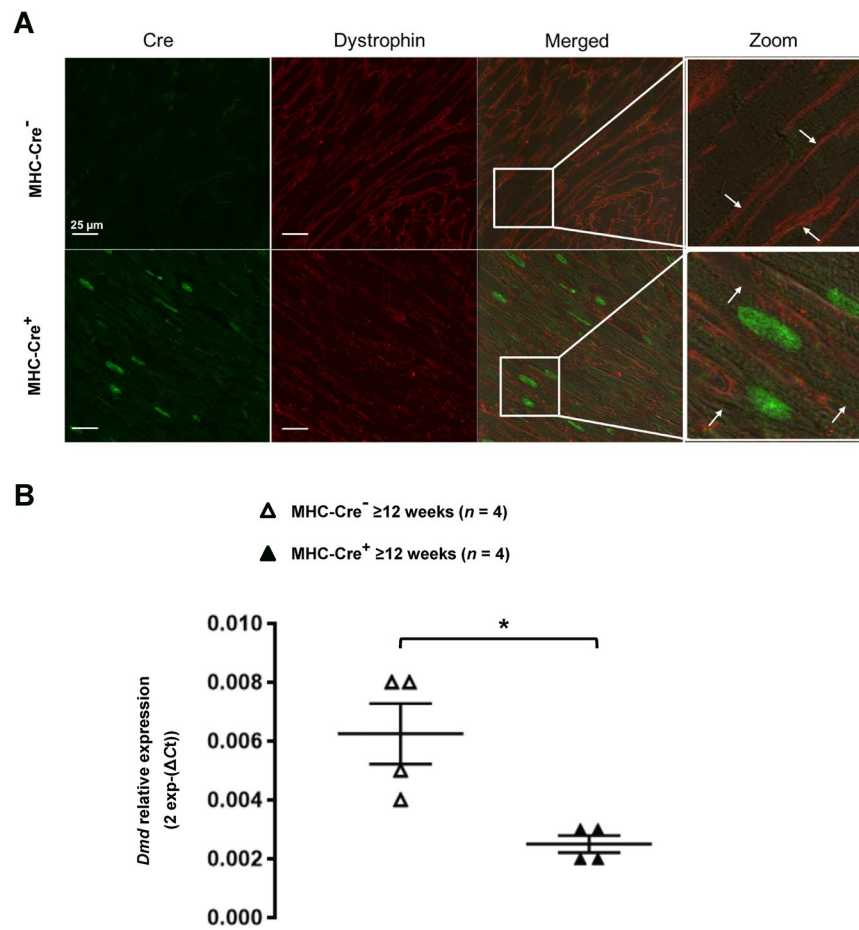 A
Cre Dystrophin Merged Zoom
MHC-Cre⁻
25 µm
MHC-Cre⁺
B
MHC-Cre⁻ ≥12 weeks (n = 4)
MHC-Cre⁺ ≥12 weeks (n = 4)
Dmd relative expression
(2 exp-(ΔCt))
0.010
*
0.008
0.006
0.004
0.002
0.000